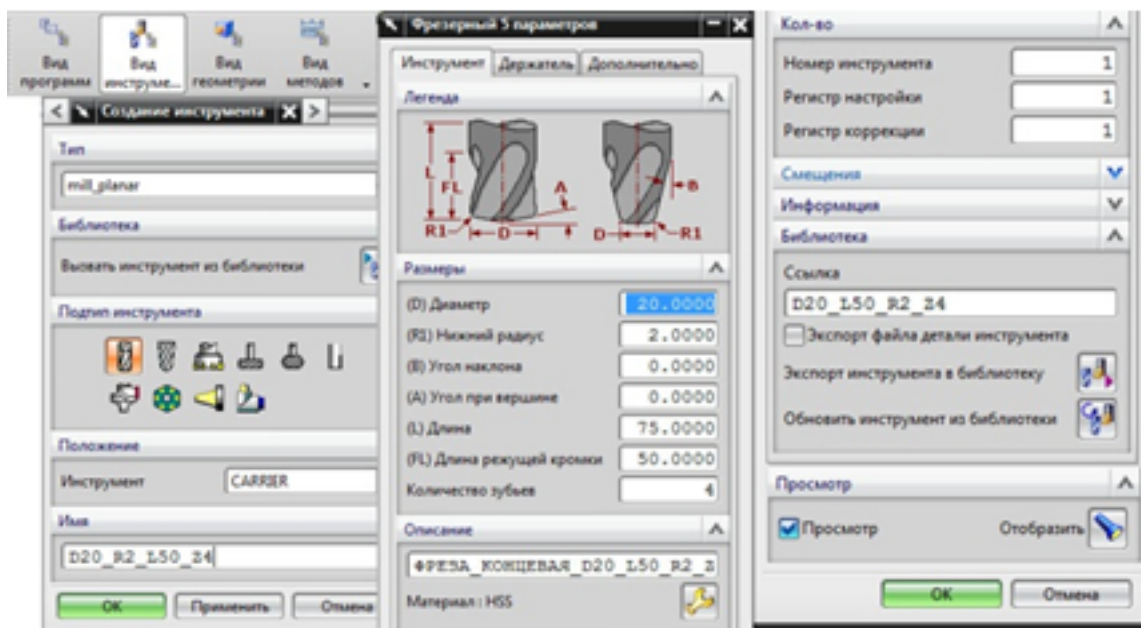 Вид программ
Вид инструме...
Вид геометрии
Вид методов
Создание инструмента
Тип
mill_planar
Библиотека
Вызвать инструмент из библиотеки
Подтип инструмента
Положение
Инструмент CARRIER
Имя
D20_R2_L50_Z4
OK Применить Отмена
Фрезерный 5 параметров
Инструмент Держатель Дополнительно
Легенда
L
FL
A
B
R1 D
D R1
Размеры
(D) Диаметр 20.0000
(R1) Нижний радиус 2.0000
(B) Угол наклона 0.0000
(A) Угол при вершине 0.0000
(L) Длина 75.0000
(FL) Длина режущей кромки 50.0000
Количество зубьев 4
Описание
ФРЕЗА_КОНЦЕВАЯ_D20_L50_R2_Z
Материал : HSS
Кол-во
Номер инструмента 1
Регистр настройки 1
Регистр коррекции 1
Смещения
Информация
Библиотека
Ссылка
D20_L50_R2_Z4
Экспорт файла детали инструмента
Экспорт инструмента в библиотеку
Обновить инструмент из библиотеки
Просмотр
Просмотр Отобразить
OK Отмена